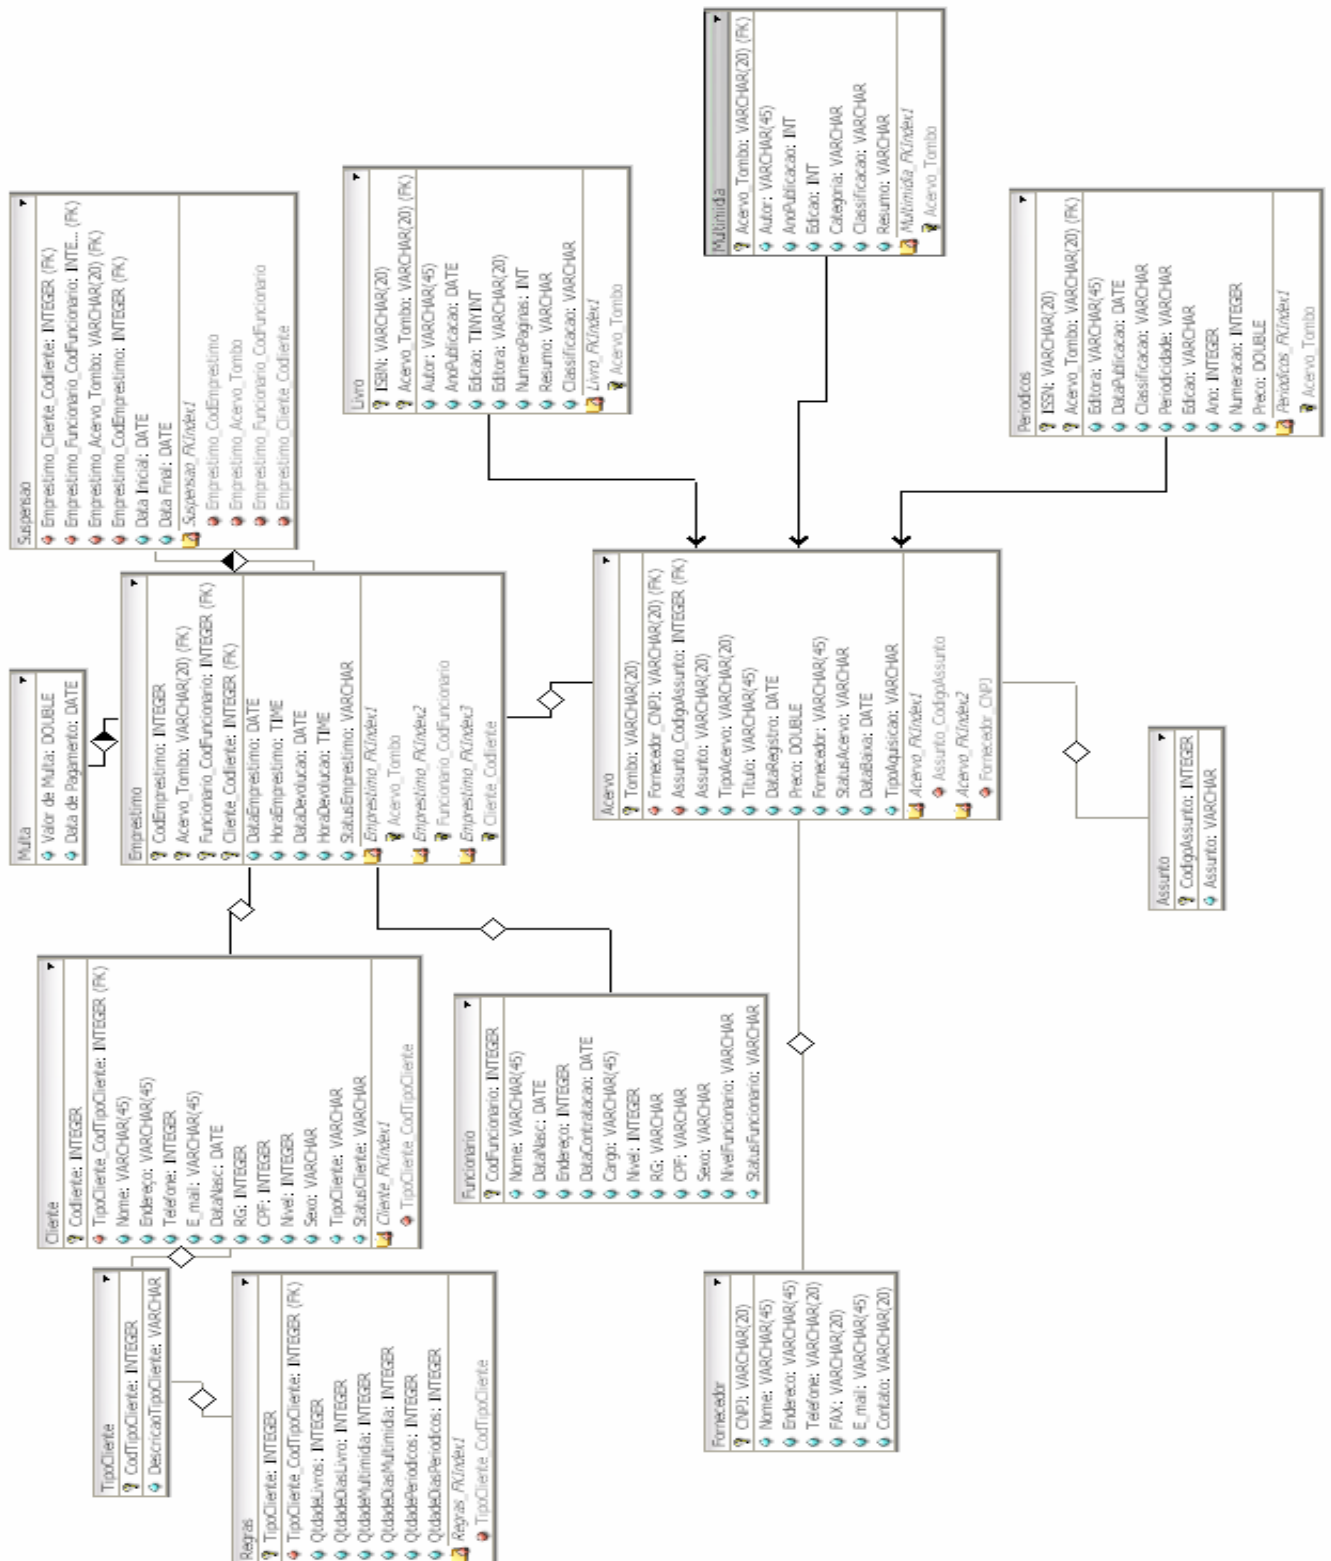 TipoCliente
CodTipoCliente: INTEGER
DescricaoTipoCliente: VARCHAR
Regras
TipoCliente: INTEGER
TipoCliente_CodTipoCliente: INTEGER (FK)
QtdadeLivros: INTEGER
QtdadeDiasLivro: INTEGER
QtdadeMultimidia: INTEGER
QtdadeDiasMultimidia: INTEGER
QtdadePeriodicos: INTEGER
QtdadeDiasPeriodicos: INTEGER
Regras_FKIndex1
TipoCliente_CodTipoCliente
Cliente
Codliente: INTEGER
TipoCliente_CodTipoCliente: INTEGER (FK)
Nome: VARCHAR(45)
Endereço: VARCHAR(45)
Telefone: INTEGER
E_mail: VARCHAR(45)
DataNasc: DATE
RG: INTEGER
CPF: INTEGER
Nivel: INTEGER
Sexo: VARCHAR
TipoCliente: VARCHAR
StatusCliente: VARCHAR
Cliente_FKIndex1
TipoCliente_CodTipoCliente
Funcionario
CodFuncionario: INTEGER
Nome: VARCHAR(45)
DataNasc: DATE
Endereço: INTEGER
DataContratacao: DATE
Cargo: VARCHAR(45)
Nivel: INTEGER
RG: VARCHAR
CPF: VARCHAR
Sexo: VARCHAR
NivelFuncionario: VARCHAR
StatusFuncionario: VARCHAR
Fornecedor
CNPJ: VARCHAR(20)
Nome: VARCHAR(45)
Endereco: VARCHAR(45)
Telefone: VARCHAR(20)
FAX: VARCHAR(20)
E_mail: VARCHAR(45)
Contato: VARCHAR(20)
Multa
Valor de Multa: DOUBLE
Data de Pagamento: DATE
Emprestimo
CodEmprestimo: INTEGER
Acervo_Tombo: VARCHAR(20) (FK)
Funcionario_CodFuncionario: INTEGER (FK)
Cliente_Codliente: INTEGER (FK)
DataEmprestimo: DATE
HoraEmprestimo: TIME
DataDevolucao: DATE
HoraDevolucao: TIME
StatusEmprestimo: VARCHAR
Emprestimo_FKIndex1
Acervo_Tombo
Emprestimo_FKIndex2
Funcionario_CodFuncionario
Emprestimo_FKIndex3
Cliente_Codliente
Acervo
Tombo: VARCHAR(20)
Fornecedor_CNPJ: VARCHAR(20) (FK)
Assunto_CodigoAssunto: INTEGER (FK)
Assunto: VARCHAR(20)
TipoAcervo: VARCHAR(20)
Titulo: VARCHAR(45)
DataRegistro: DATE
Preco: DOUBLE
Fornecedor: VARCHAR(45)
StatusAcervo: VARCHAR
DataBaixa: DATE
TipoAquisicao: VARCHAR
Acervo_FKIndex1
Assunto_CodigoAssunto
Acervo_FKIndex2
Fornecedor_CNPJ
Assunto
CodigoAssunto: INTEGER
Assunto: VARCHAR
Suspensao
Emprestimo_Cliente_Codliente: INTEGER (FK)
Emprestimo_Funcionario_CodFuncionario: INTE... (FK)
Emprestimo_Acervo_Tombo: VARCHAR(20) (FK)
Emprestimo_CodEmprestimo: INTEGER (FK)
Data Inicial: DATE
Data Final: DATE
Suspensao_FKIndex1
Emprestimo_CodEmprestimo
Emprestimo_Acervo_Tombo
Emprestimo_Funcionario_CodFuncionario
Emprestimo_Cliente_Codliente
Livro
ISBN: VARCHAR(20)
Acervo_Tombo: VARCHAR(20) (FK)
Autor: VARCHAR(45)
AnoPublicacao: DATE
Edicao: TINYINT
Editora: VARCHAR(20)
NumeroPaginas: INT
Resumo: VARCHAR
Classificacao: VARCHAR
Livro_FKIndex1
Acervo_Tombo
Multimidia
Acervo_Tombo: VARCHAR(20) (FK)
Autor: VARCHAR(45)
AnoPublicacao: INT
Edicao: INT
Categoria: VARCHAR
Classificacao: VARCHAR
Resumo: VARCHAR
Multimidia_FKIndex1
Acervo_Tombo
Periodicos
ISSN: VARCHAR(20)
Acervo_Tombo: VARCHAR(20) (FK)
Editora: VARCHAR(45)
DataPublicacao: DATE
Classificacao: VARCHAR
Periodicidade: VARCHAR
Edicao: VARCHAR
Ano: INTEGER
Numeracao: INTEGER
Preco: DOUBLE
Periodicos_FKIndex1
Acervo_Tombo